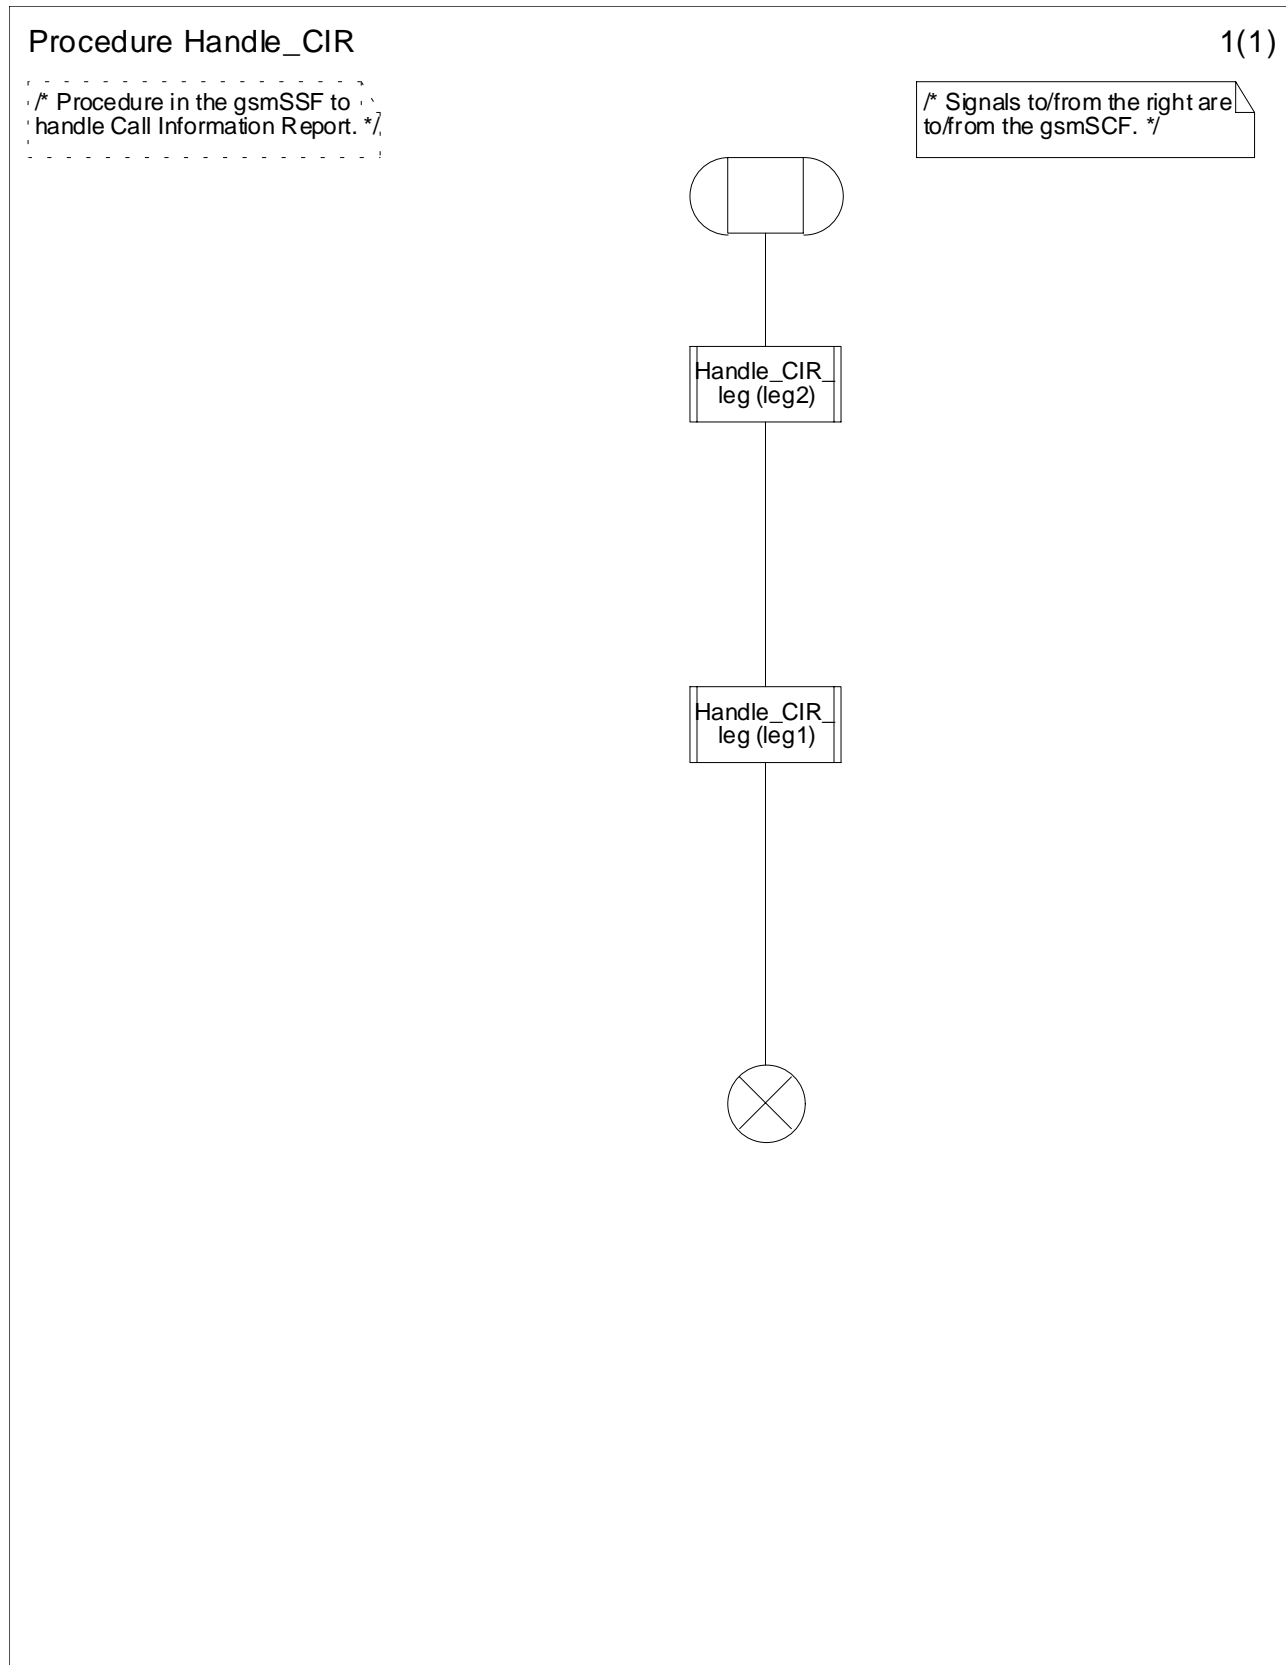 Procedure Handle_CIR
1(1)
/* Procedure in the gsmSSF to
handle Call Information Report. */
/* Signals to/from the right are
to/from the gsmSCF. */
Handle_CIR_
leg (leg2)
Handle_CIR_
leg (leg1)